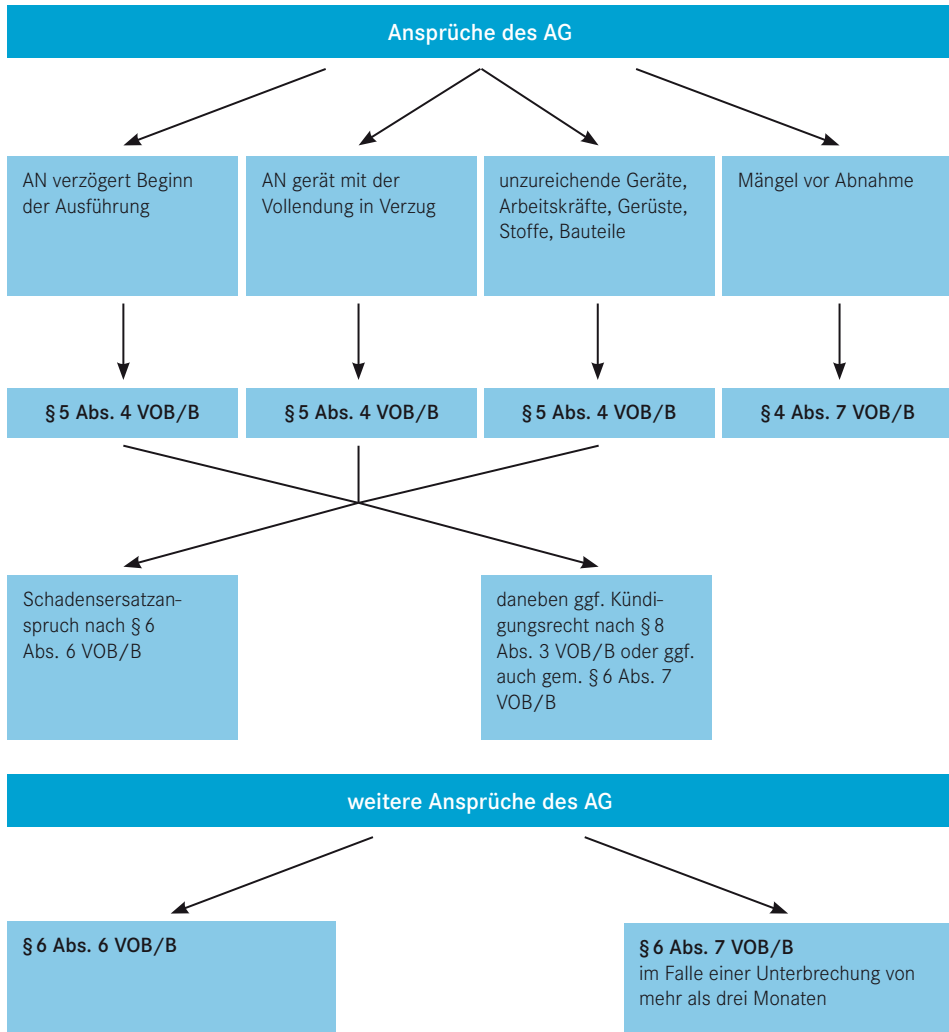 Ansprüche des AG
AN verzögert Beginn
der Ausführung
AN gerät mit der
Vollendung in Verzug
unzureichende Geräte,
Arbeitskräfte, Gerüste,
Stoffe, Bauteile
Mängel vor Abnahme
§ 5 Abs. 4 VOB/B
§ 5 Abs. 4 VOB/B
§ 5 Abs. 4 VOB/B
§ 4 Abs. 7 VOB/B
Schadensersatzan-
spruch nach § 6
Abs. 6 VOB/B
daneben ggf. Kündi-
gungsrecht nach § 8
Abs. 3 VOB/B oder ggf.
auch gem. § 6 Abs. 7
VOB/B
weitere Ansprüche des AG
§ 6 Abs. 6 VOB/B
§ 6 Abs. 7 VOB/B
im Falle einer Unterbrechung von
mehr als drei Monaten